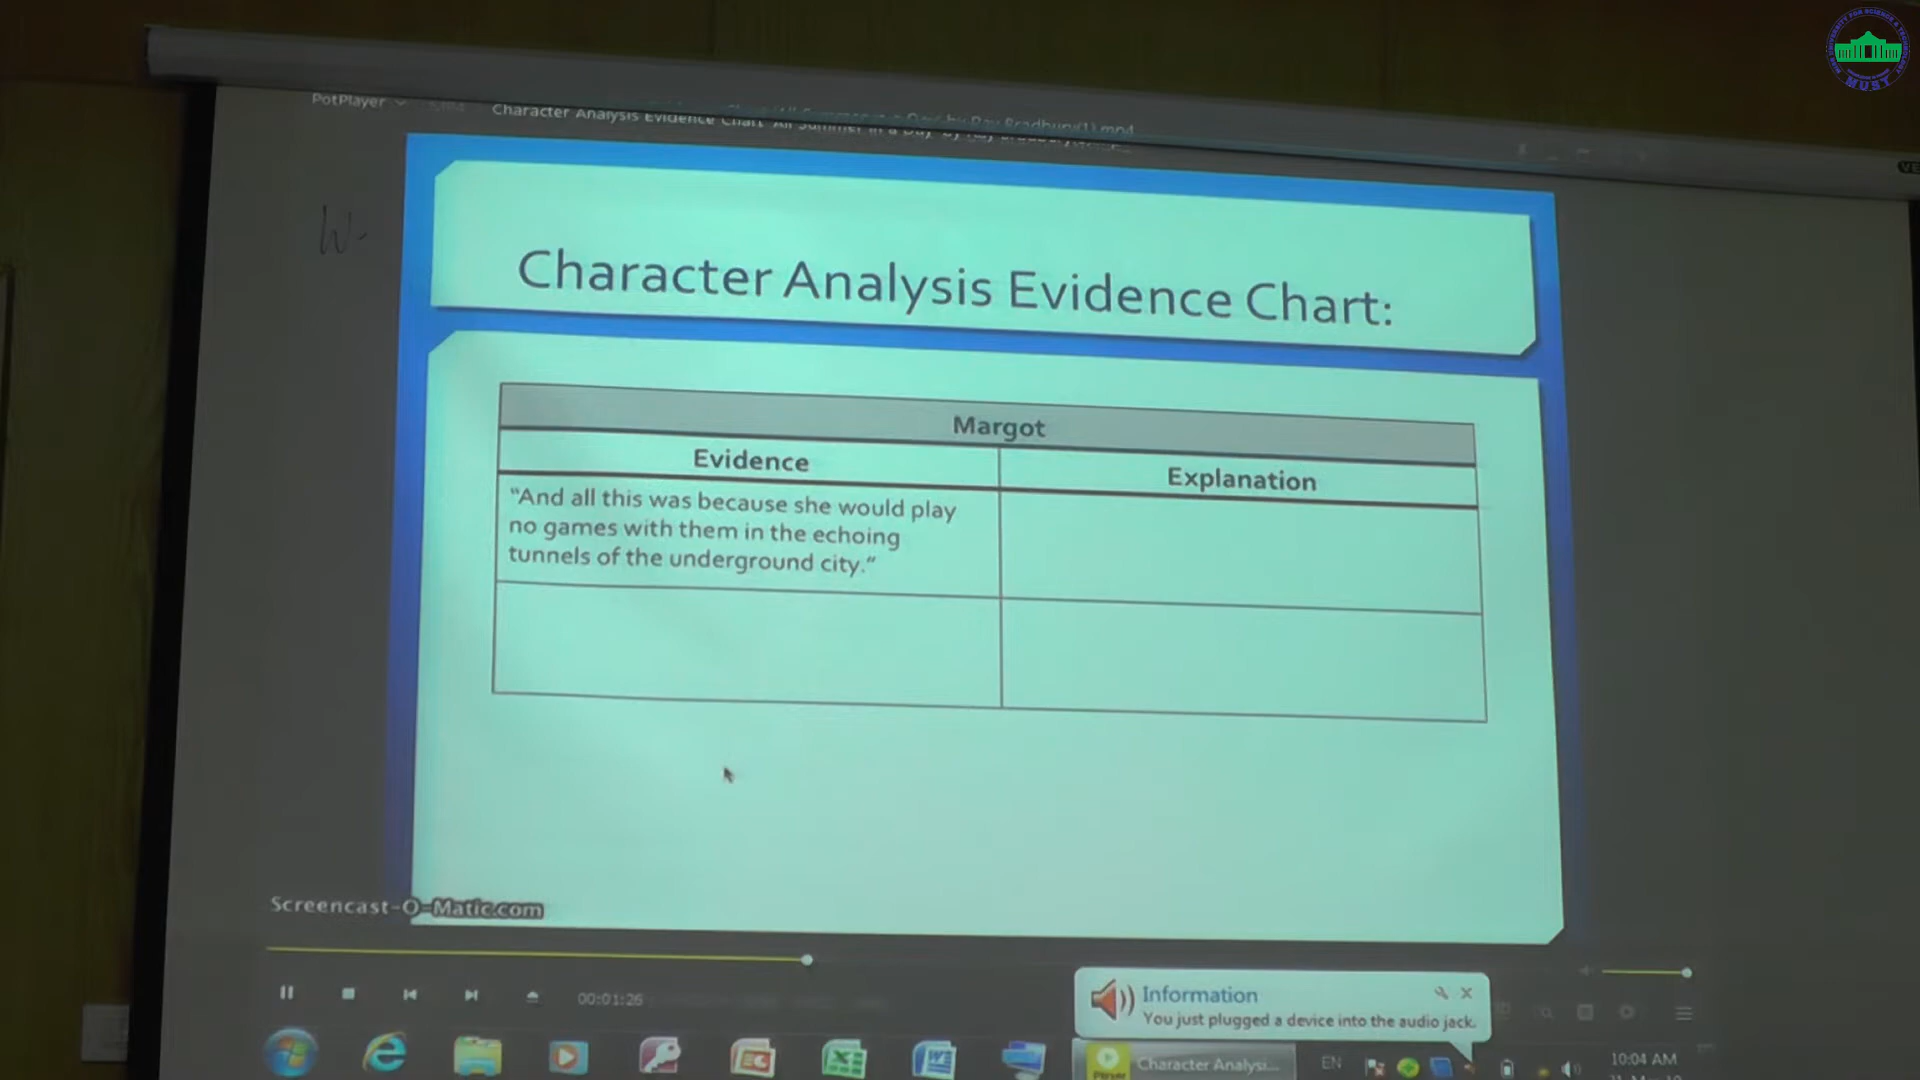 PotPlayer
Character Analysis Evidence Chart "All Summer in a Day" by Ray Bradbury(1).mp4
W-
Character Analysis Evidence Chart:
Margot
Evidence
Explanation
"And all this was because she would play
no games with them in the echoing
tunnels of the underground city."
Screencast-O-Matic.com
00:01:26
Information
You just plugged a device into the audio jack.
Character Analysi...
EN
10:04 AM
MUST